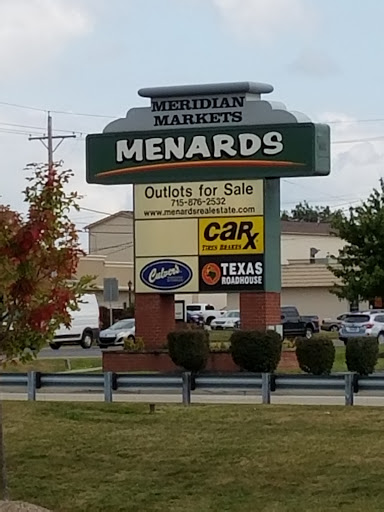 MERIDIAN
MARKETS
MENARDS
Outlots for Sale
715-876-2532
www.menardsrealestate.com
CARX
TIRES BRAKES
Culver's
TEXAS
ROADHOUSE